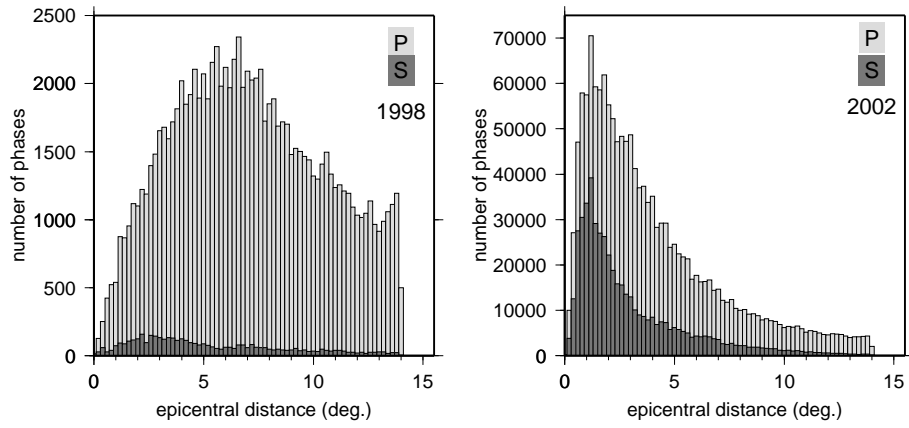 2500
2000
1500
1000
500
0
number of phases
P
S
1998
0 5 10 15
epicentral distance (deg.)
70000
60000
50000
40000
30000
20000
10000
0
number of phases
P
S
2002
0 5 10 15
epicentral distance (deg.)